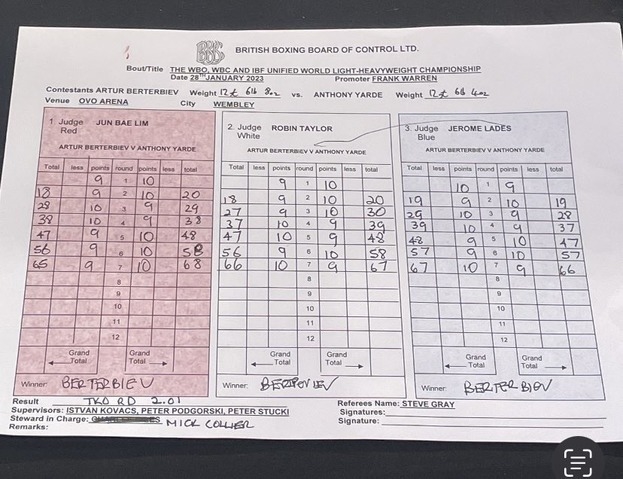 BRITISH BOXING BOARD OF CONTROL LTD.
Bout/Title THE WBO, WBC AND IBF UNIFIED WORLD LIGHT-HEAVYWEIGHT CHAMPIONSHIP
Date 28TH JANUARY 2023 Promoter FRANK WARREN
Contestants ARTUR BERTERBIEV Weight 12st 6lb 8oz vs. ANTHONY YARDE Weight 12st 6lb 4oz
Venue OVO ARENA City WEMBLEY
1. Judge JUN BAE LIM
Red
ARTUR BERTERBIEV V ANTHONY YARDE
Total less points round points less total
9 1 10
18 9 2 10 20
28 10 3 9 29
38 10 4 9 38
47 9 5 10 48
56 9 6 10 58
65 9 7 10 68
8
9
10
11
12
Grand Total Grand Total
Winner: BERTERBIEV
2. Judge ROBIN TAYLOR
White
ARTUR BERTERBIEV V ANTHONY YARDE
Total less points round points less total
9 1 10
18 9 2 10 20
27 9 3 10 30
37 10 4 9 39
47 10 5 9 48
56 9 6 10 58
66 10 7 9 67
8
9
10
11
12
Grand Total Grand Total
Winner:
3. Judge JEROME LADES
Blue
ARTUR BERTERBIEV V ANTHONY YARDE
Total less points round points less total
10 1 9
19 9 2 10 19
29 10 3 9 28
39 10 4 9 37
48 9 5 10 47
57 9 6 10 57
67 10 7 9 66
8
9
10
11
12
Grand Total Grand Total
Winner: BERTERBIEV
Result TKO RD 2.01
Referees Name: STEVE GRAY
Supervisors: ISTVAN KOVACS, PETER PODGORSKI, PETER STUCKI
Signatures:
Steward in Charge: MICK COLLIER
Signature:
Remarks: